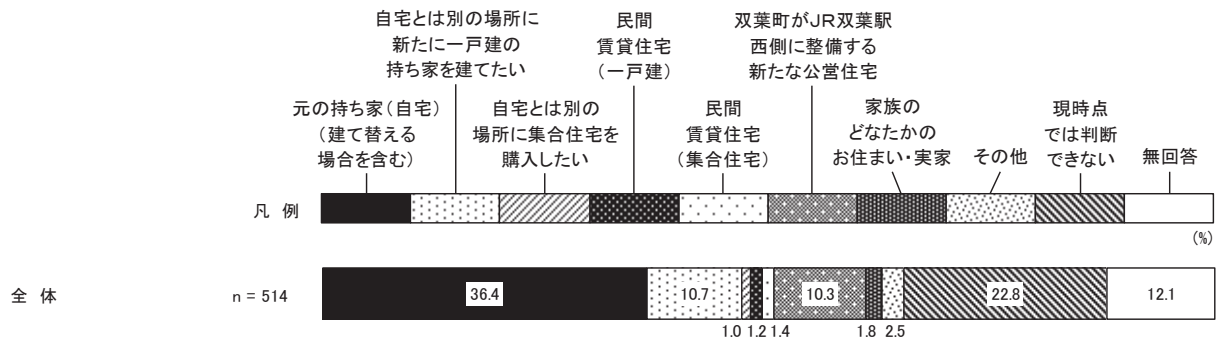 自宅とは別の場所に
新たに一戸建の
持ち家を建てたい
民間
賃貸住宅
(一戸建)
双葉町がJR双葉駅
西側に整備する
新たな公営住宅
元の持ち家(自宅)
(建て替える
場合を含む)
自宅とは別の
場所に集合住宅を
購入したい
民間
賃貸住宅
(集合住宅)
家族の
どなたかの
お住まい・実家
その他
現時点
では判断
できない
無回答
凡 例
(%)
全 体 n = 514 36.4 10.7 10.3 22.8 12.1
1.0 1.2 1.4 1.8 2.5